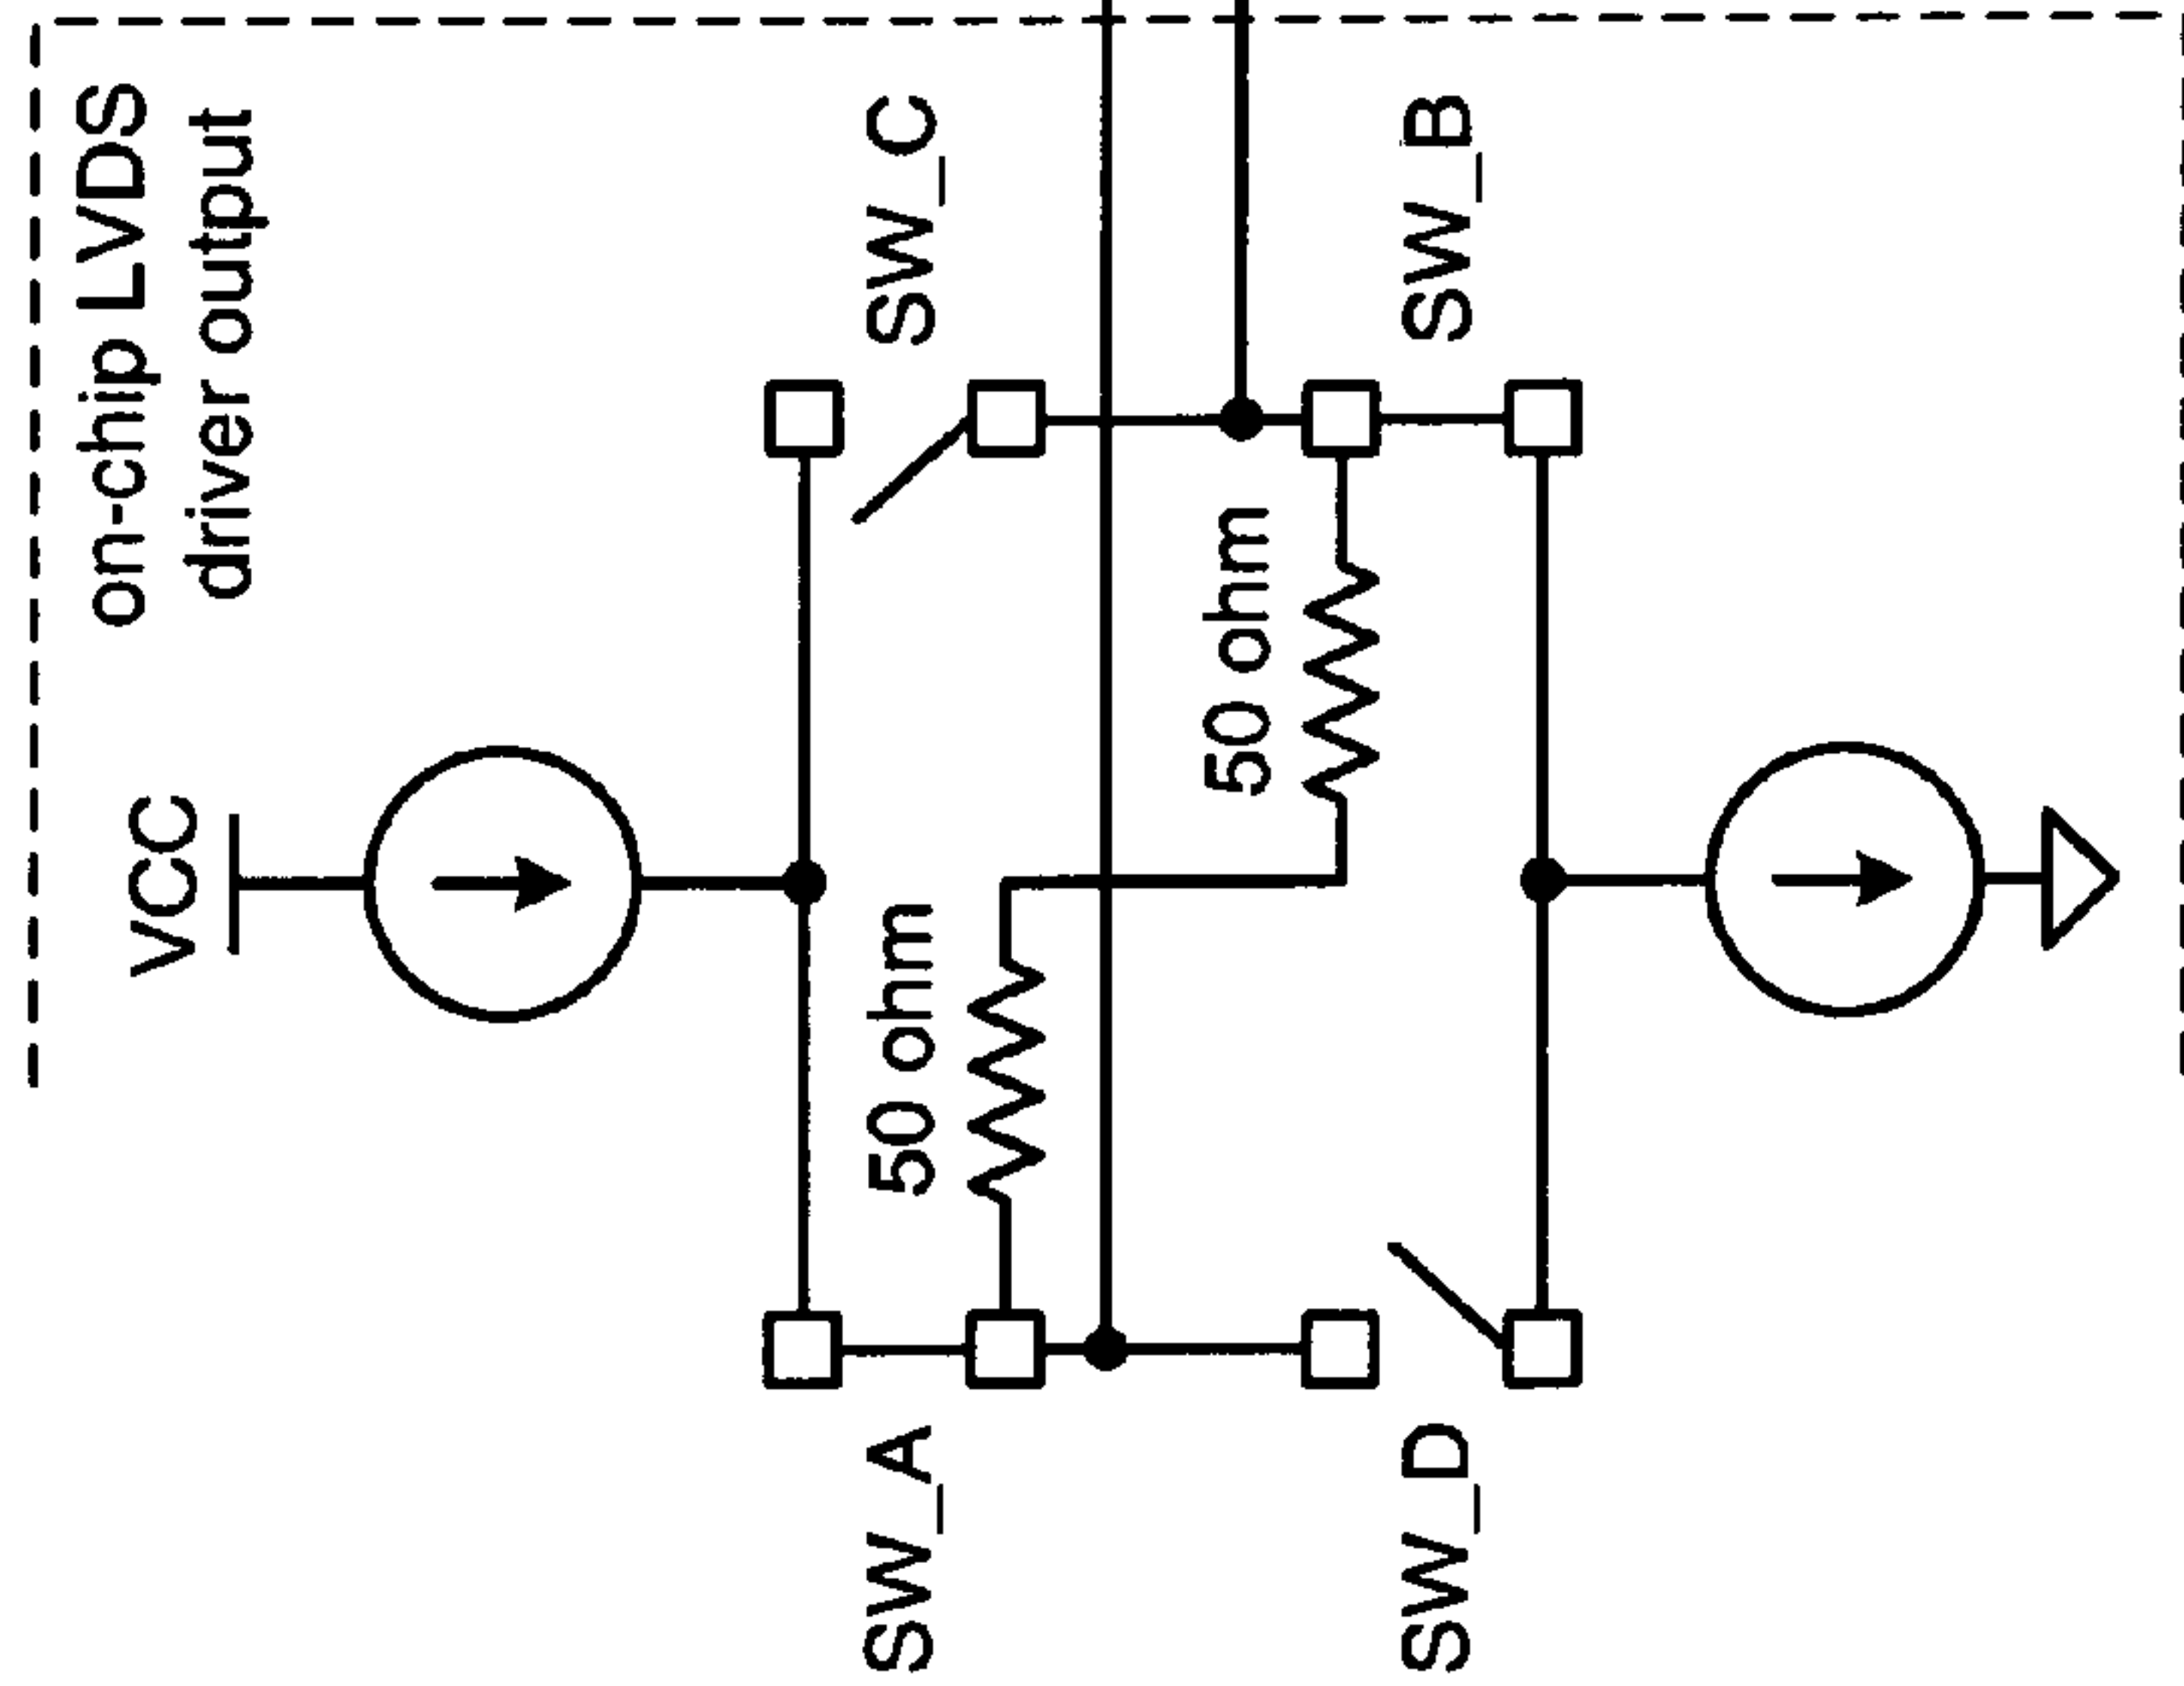 on-chip LVDS
driver output
VCC
SW_A
SW_C
50 ohm
50 ohm
SW_D
SW_B